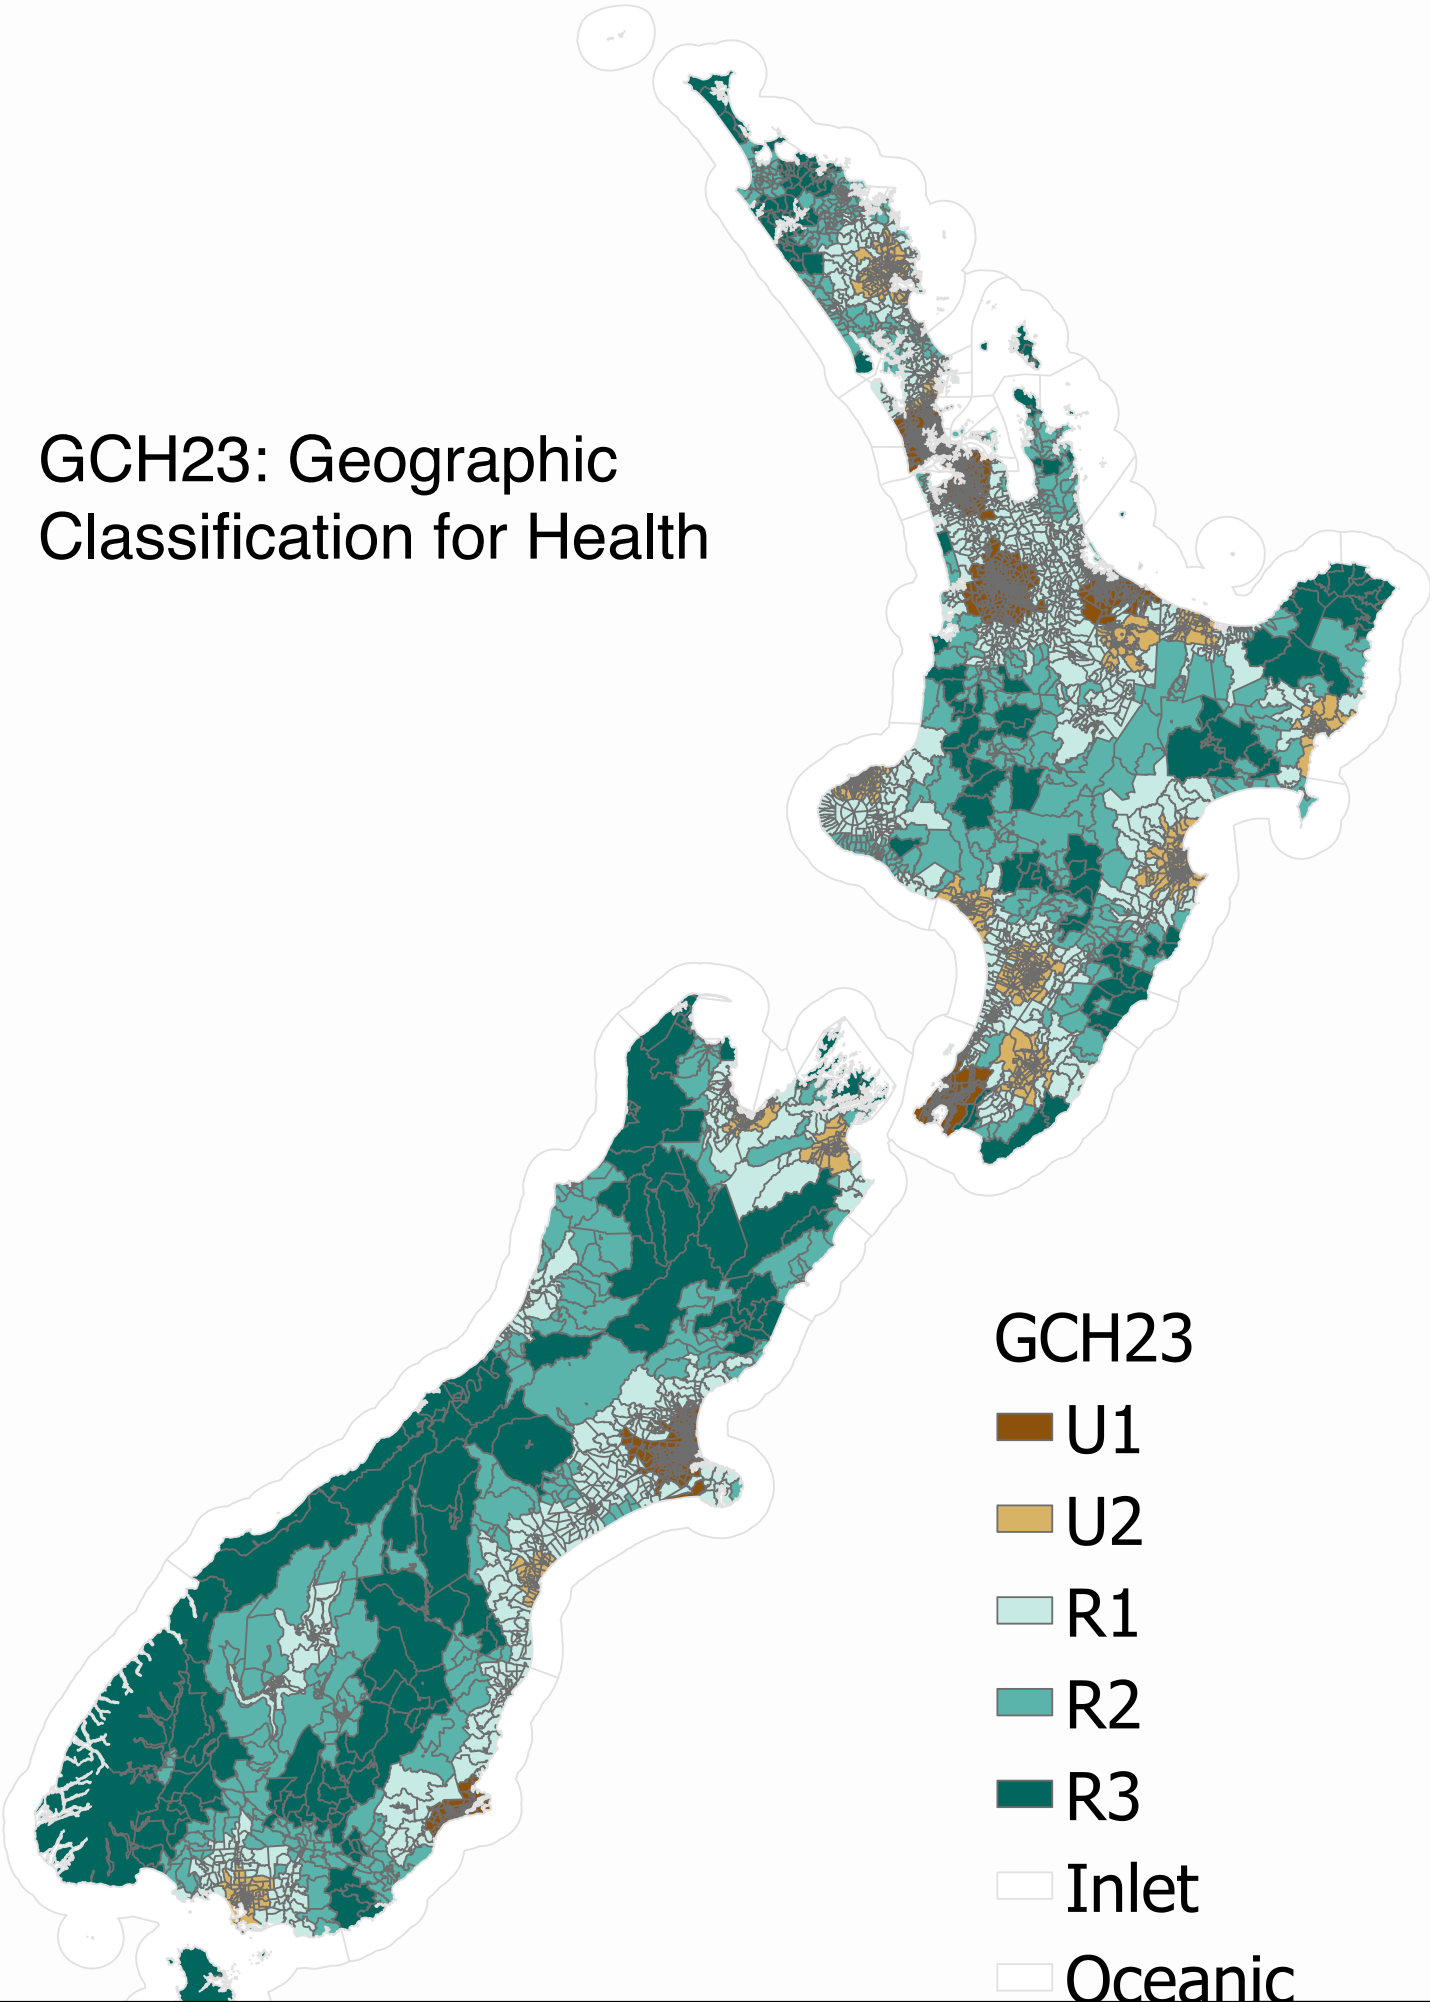 GCH23: Geographic
Classification for Health
GCH23
U1
U2
R1
R2
R3
Inlet
Oceanic